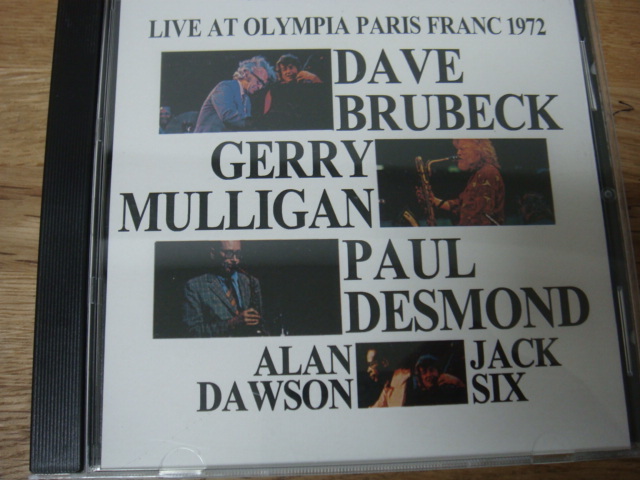 LIVE AT OLYMPIA PARIS FRANC 1972
DAVE
BRUBECK
GERRY
MULLIGAN
PAUL
DESMOND
ALAN
DAWSON
JACK
SIX